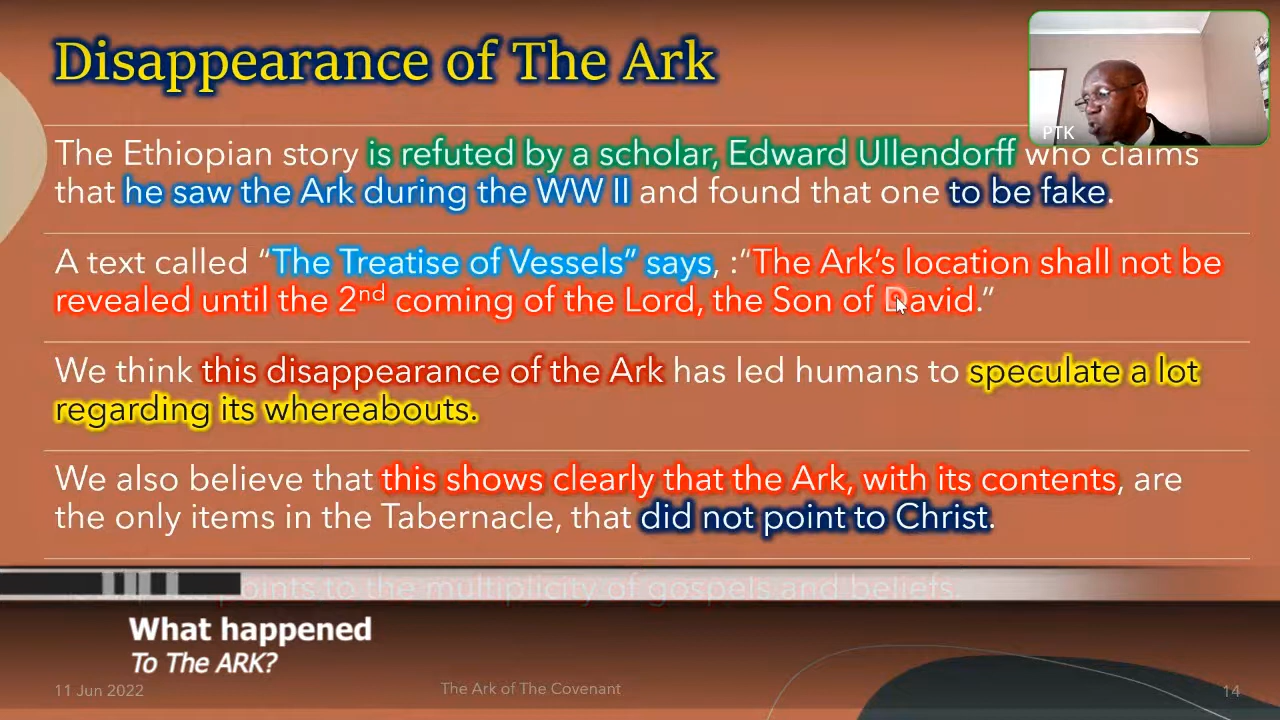 Disappearance of The Ark
PTK
The Ethiopian story is refuted by a scholar, Edward Ullendorff who claims
that he saw the Ark during the WW II and found that one to be fake.
A text called “The Treatise of Vessels” says, :“The Ark’s location shall not be
revealed until the 2nd coming of the Lord, the Son of David.”
We think this disappearance of the Ark has led humans to speculate a lot
regarding its whereabouts.
We also believe that this shows clearly that the Ark, with its contents, are
the only items in the Tabernacle, that did not point to Christ.
points to the multiplicity of gospels and beliefs.
What happened
To The ARK?
11 Jun 2022
The Ark of The Covenant
14